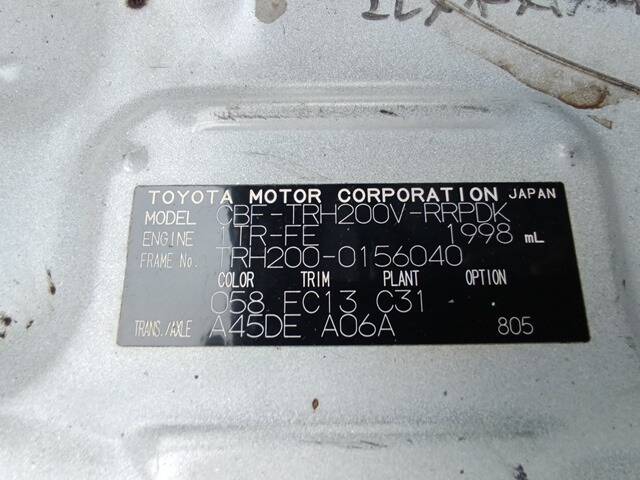 TOYOTA MOTOR CORPORATION JAPAN
MODEL CBF-TRH200V-RRPDK
ENGINE 1TR-FE 1998 mL
FRAME No. TRH200-0156040
COLOR TRIM PLANT OPTION
058 FC13 C31
TRANS./AXLE A45DE A06A 805